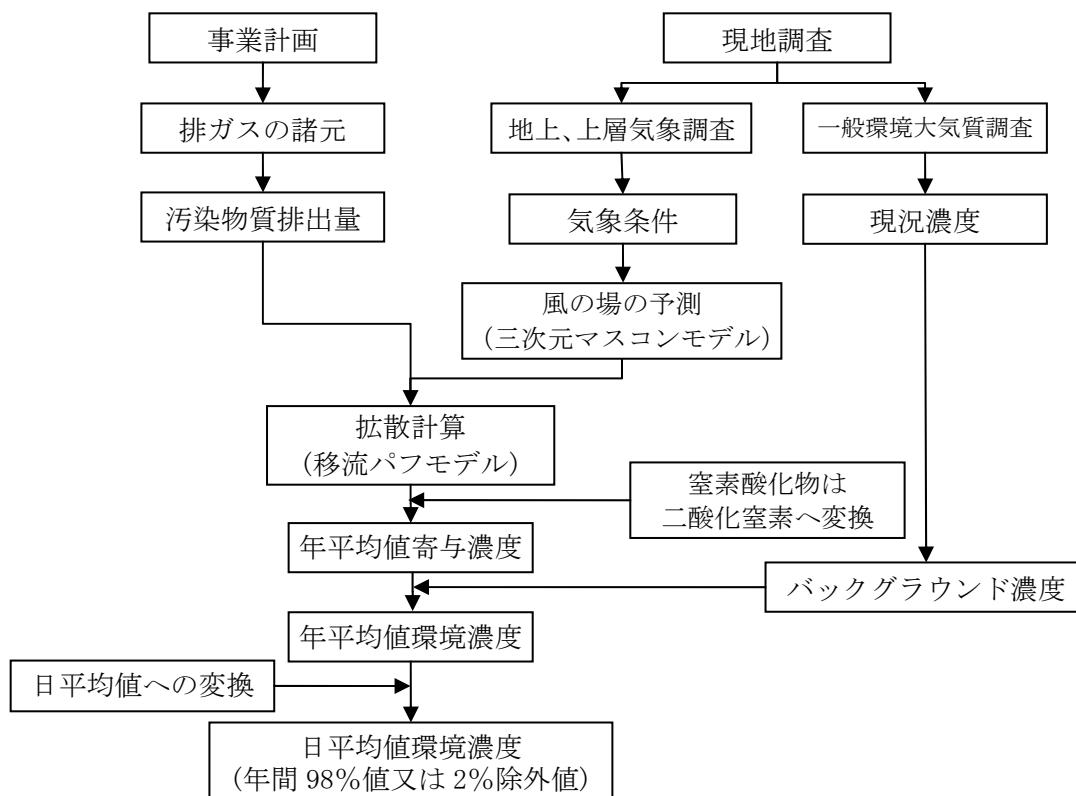 事業計画
現地調査
排ガスの諸元
地上、上層気象調査
一般環境大気質調査
汚染物質排出量
気象条件
現況濃度
風の場の予測
（三次元マスコンモデル）
拡散計算
（移流パフモデル）
窒素酸化物は
二酸化窒素へ変換
年平均値寄与濃度
バックグラウンド濃度
年平均値環境濃度
日平均値への変換
日平均値環境濃度
（年間 98％値又は 2％除外値）